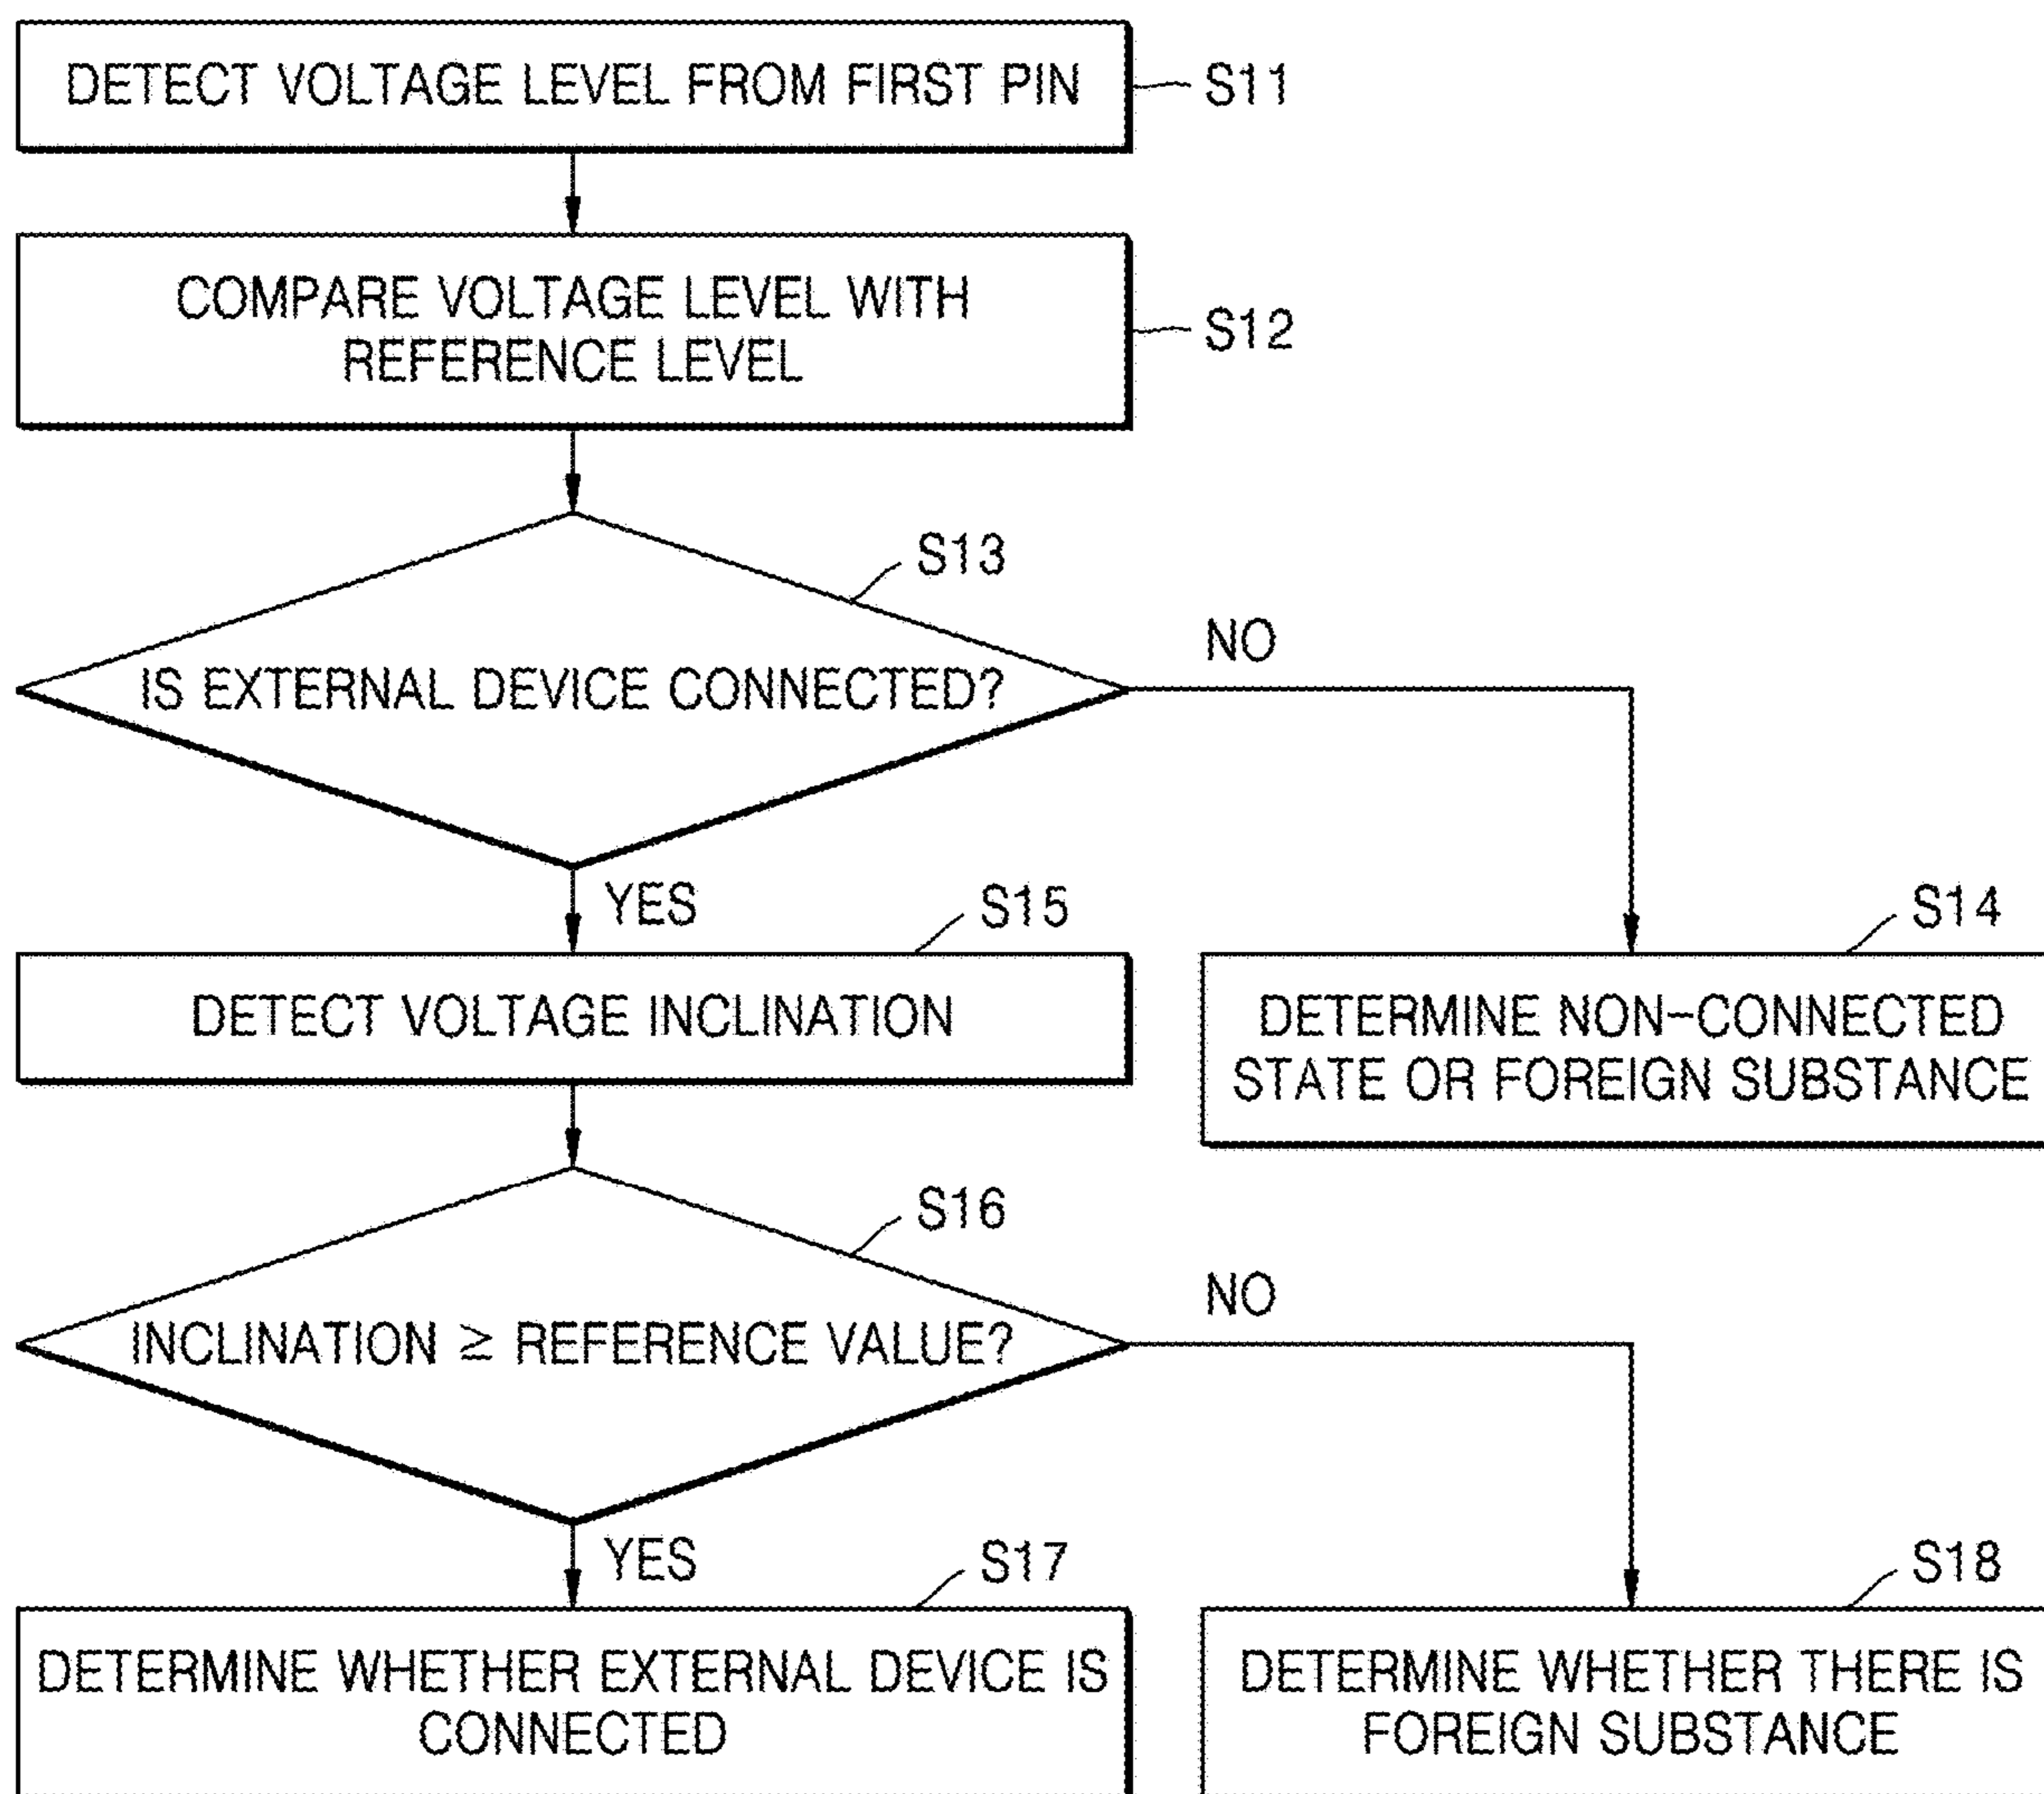 DETECT VOLTAGE LEVEL FROM FIRST PIN
S11
COMPARE VOLTAGE LEVEL WITH
REFERENCE LEVEL
S12
S13
IS EXTERNAL DEVICE CONNECTED?
NO
YES
S15
DETECT VOLTAGE INCLINATION
S14
DETERMINE NON-CONNECTED
STATE OR FOREIGN SUBSTANCE
S16
INCLINATION ≥ REFERENCE VALUE?
NO
YES
S17
DETERMINE WHETHER EXTERNAL DEVICE IS
CONNECTED
S18
DETERMINE WHETHER THERE IS
FOREIGN SUBSTANCE